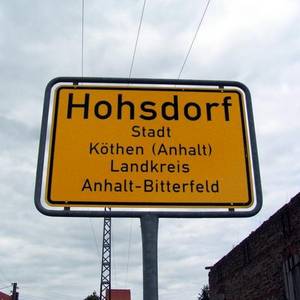 Hohsdorf
Stadt
Köthen (Anhalt)
Landkreis
Anhalt-Bitterfeld